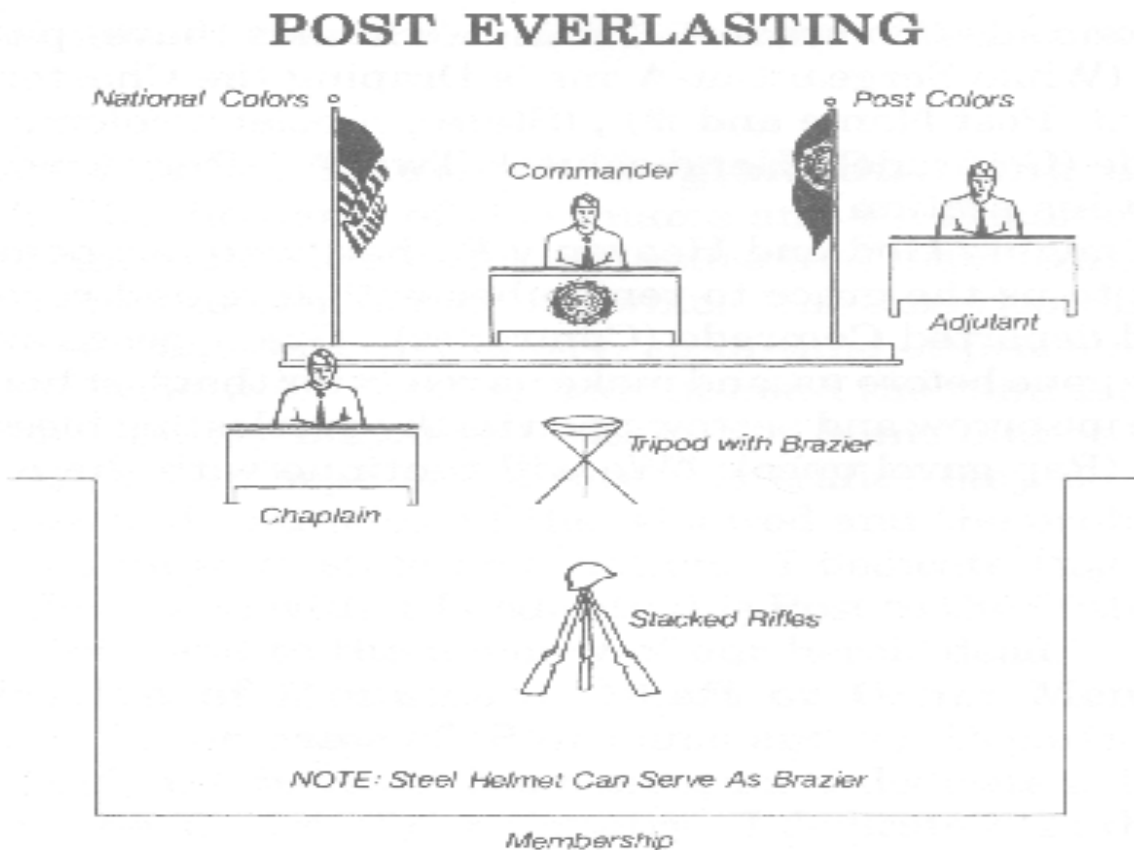 POST EVERLASTING
National Colors
Post Colors
Commander
Adjutant
Tripod with Brazier
Chaplain
Stacked Rifles
NOTE: Steel Helmet Can Serve As Brazier
Membership